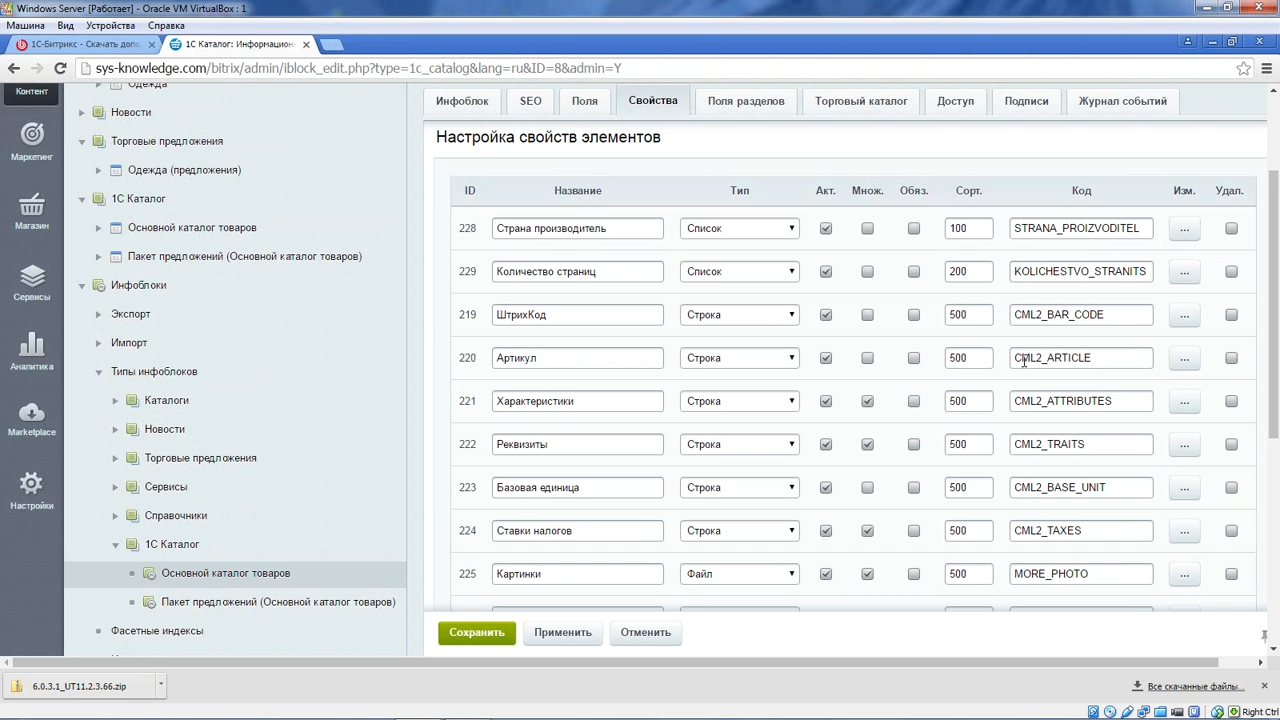 Windows Server [Работает] - Oracle VM VirtualBox : 1
Машина Вид Устройства Справка
1С-Битрикс - Скачать допо
1С Каталог: Информацион
sys-knowledge.com/bitrix/admin/iblock_edit.php?type=1c_catalog&lang=ru&ID=8&admin=Y
Контент
Маркетинг
Магазин
Сервисы
Аналитика
Marketplace
Настройки
Одежда
Новости
Торговые предложения
Одежда (предложения)
1С Каталог
Основной каталог товаров
Пакет предложений (Основной каталог товаров)
Инфоблоки
Экспорт
Импорт
Типы инфоблоков
Каталоги
Новости
Торговые предложения
Сервисы
Справочники
1С Каталог
Основной каталог товаров
Пакет предложений (Основной каталог товаров)
Фасетные индексы
Инфоблок SEO Поля Свойства Поля разделов Торговый каталог Доступ Подписи Журнал событий
Настройка свойств элементов
ID Название Тип Акт. Множ. Обяз. Сорт. Код Изм. Удал.
228 Страна производитель Список 100 STRANA_PROIZVODITEL ...
229 Количество страниц Список 200 KOLICHESTVO_STRANITS ...
219 ШтрихКод Строка 500 CML2_BAR_CODE ...
220 Артикул Строка 500 CML2_ARTICLE ...
221 Характеристики Строка 500 CML2_ATTRIBUTES ...
222 Реквизиты Строка 500 CML2_TRAITS ...
223 Базовая единица Строка 500 CML2_BASE_UNIT ...
224 Ставки налогов Строка 500 CML2_TAXES ...
225 Картинки Файл 500 MORE_PHOTO ...
Сохранить Применить Отменить
6.0.3.1_UT11.2.3.66.zip
Все скачанные файлы...
Right Ctrl